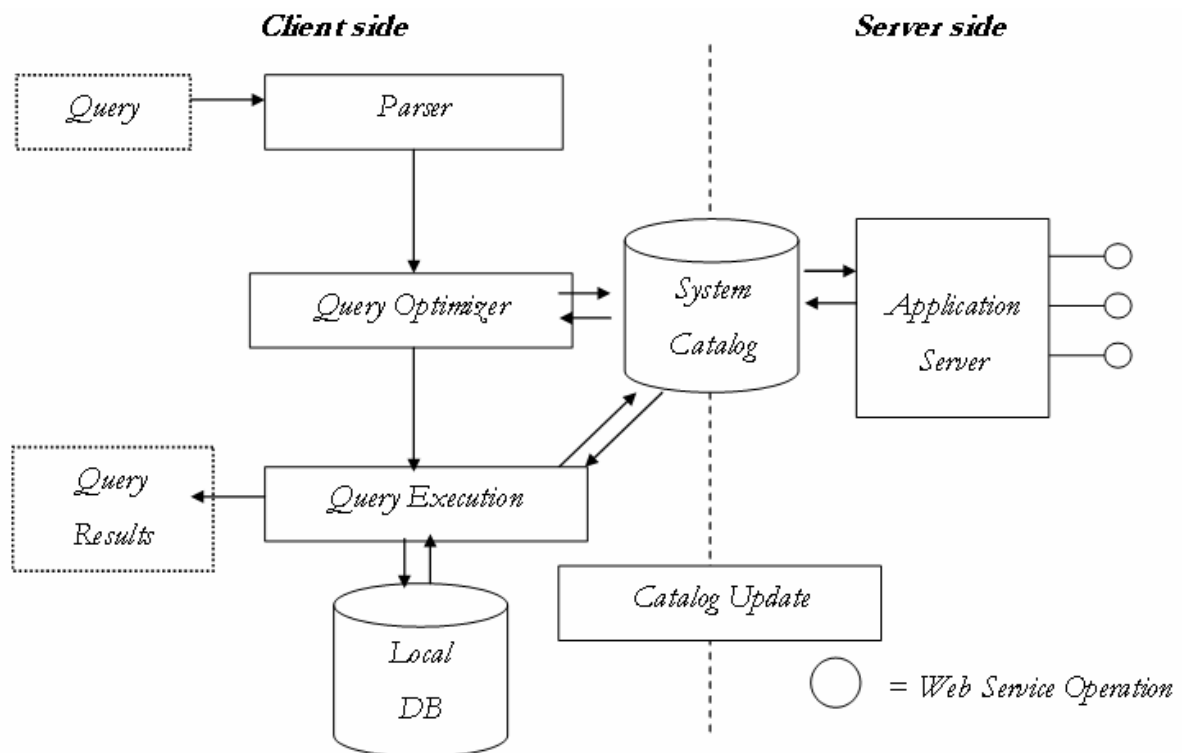 Client side
Server side
Query
Parser
Query Optimizer
System
Catalog
Application
Server
Query
Results
Query Execution
Catalog Update
Local
DB
= Web Service Operation